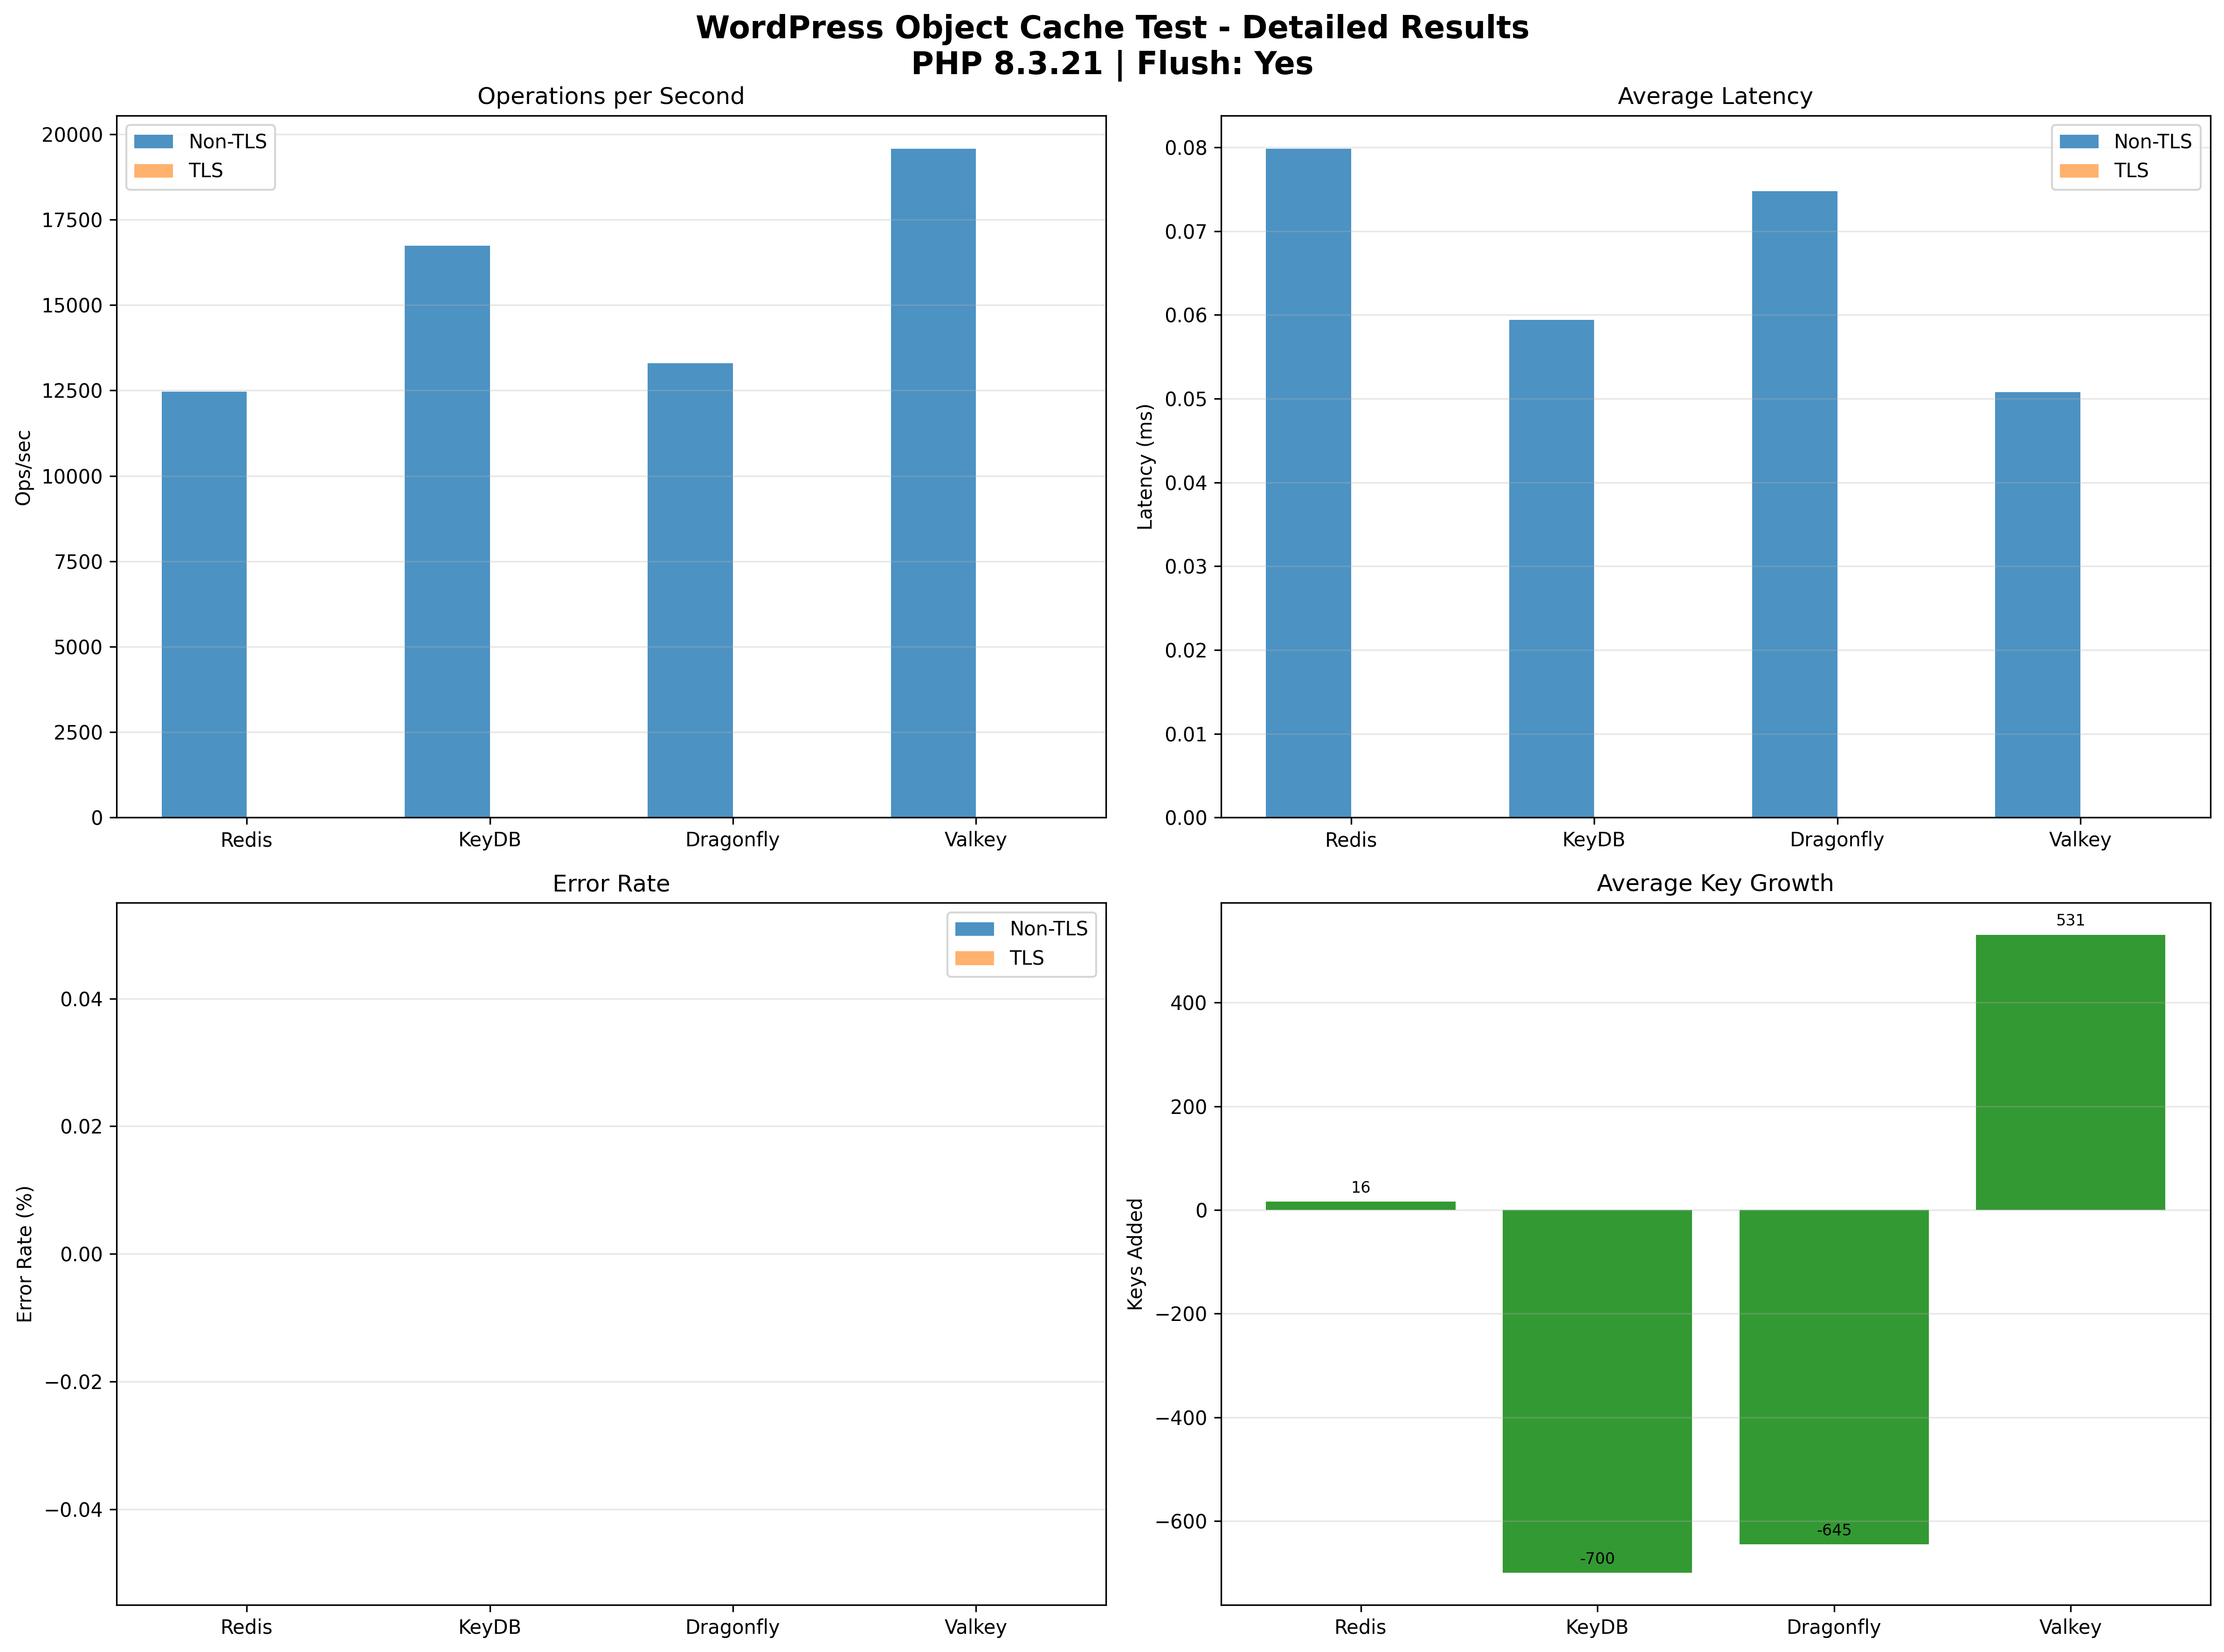 WordPress Object Cache Test - Detailed Results
PHP 8.3.21 | Flush: Yes
Operations per Second
Non-TLS
TLS
20000
17500
15000
12500
10000
7500
5000
2500
0
Ops/sec
Redis
KeyDB
Dragonfly
Valkey
Average Latency
Non-TLS
TLS
0.08
0.07
0.06
0.05
0.04
0.03
0.02
0.01
0.00
Latency (ms)
Redis
KeyDB
Dragonfly
Valkey
Error Rate
Non-TLS
TLS
0.04
0.02
0.00
−0.02
−0.04
Error Rate (%)
Redis
KeyDB
Dragonfly
Valkey
Average Key Growth
400
200
0
−200
−400
−600
Keys Added
16
-700
-645
531
Redis
KeyDB
Dragonfly
Valkey